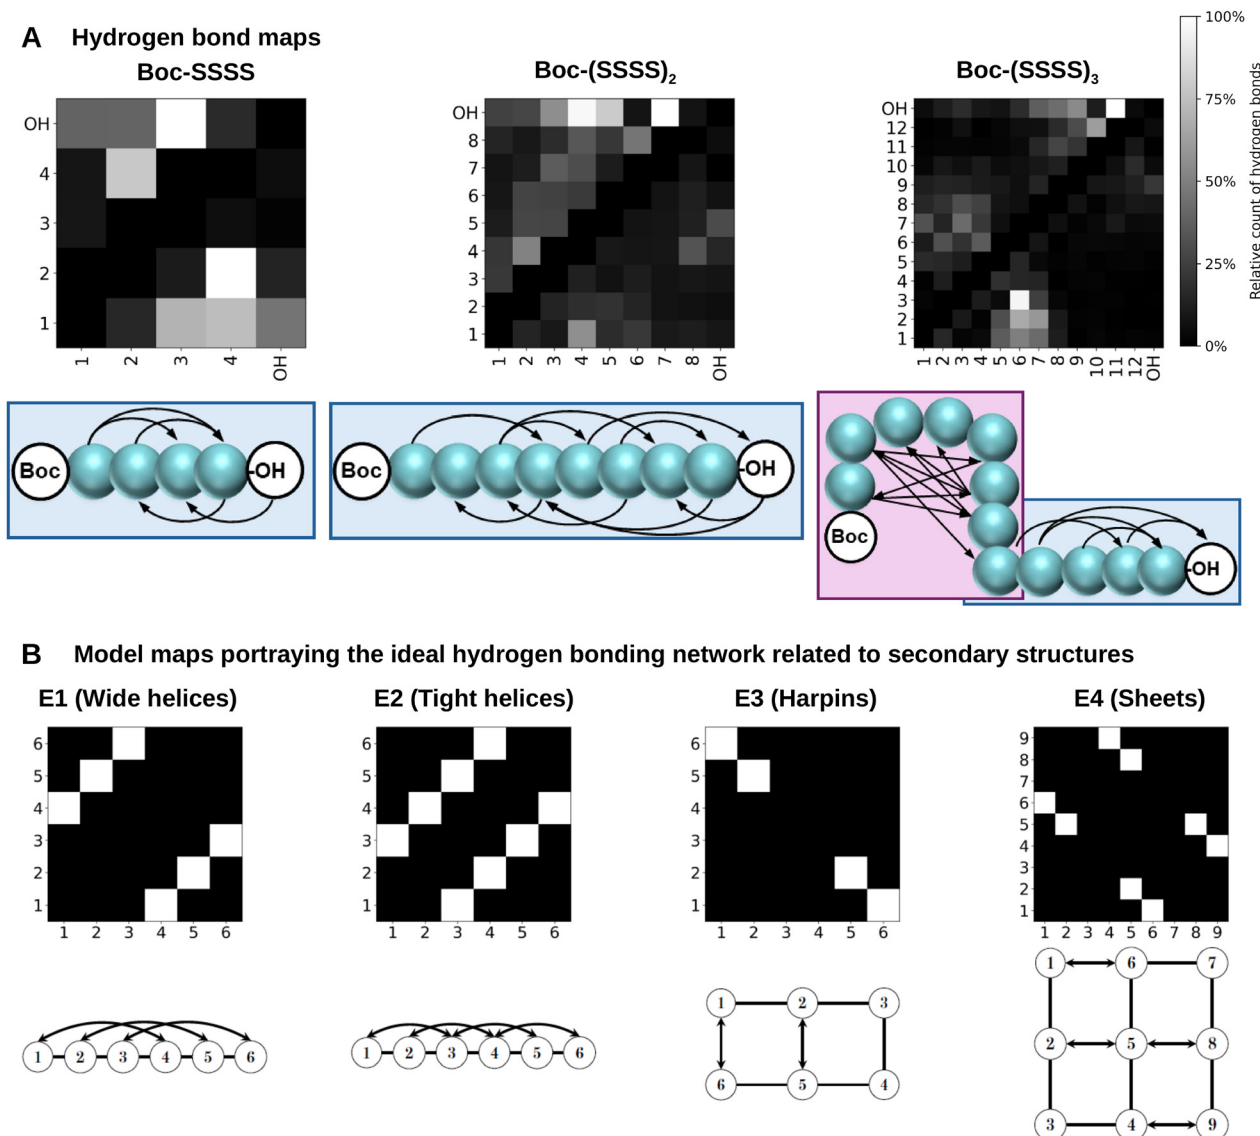 A Hydrogen bond maps
Boc-SSSS
Boc-(SSSS)2
Boc-(SSSS)3
OH
4
3
2
1
1 2 3 4 OH
OH
8
7
6
5
4
3
2
1
1 2 3 4 5 6 7 8 OH
OH
12
11
10
9
8
7
6
5
4
3
2
1
1 2 3 4 5 6 7 8 9 10 11 12 OH
100%
75%
50%
25%
0%
Relative count of hydrogen bonds
Boc -OH
Boc -OH
Boc
-OH
B Model maps portraying the ideal hydrogen bonding network related to secondary structures
E1 (Wide helices)
E2 (Tight helices)
E3 (Harpins)
E4 (Sheets)
6
5
4
3
2
1
1 2 3 4 5 6
6
5
4
3
2
1
1 2 3 4 5 6
6
5
4
3
2
1
1 2 3 4 5 6
9
8
7
6
5
4
3
2
1
1 2 3 4 5 6 7 8 9
1 2 3 4 5 6
1 2 3 4 5 6
1 2 3
6 5 4
1 6 7
2 5 8
3 4 9